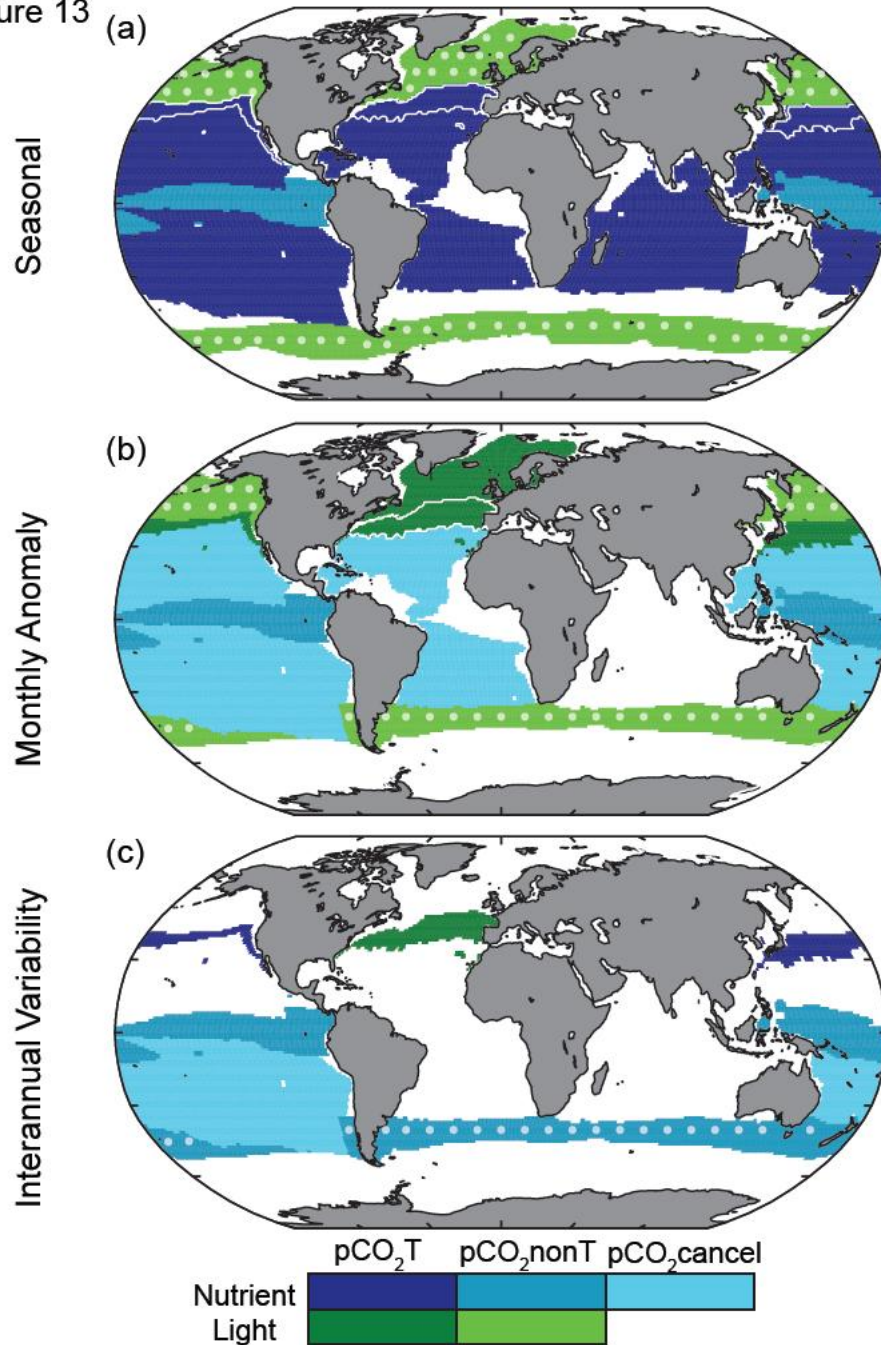 ure 13
(a)
Seasonal
(b)
Monthly Anomaly
(c)
Interannual Variability
pCO₂T pCO₂nonT pCO₂cancel
Nutrient
Light